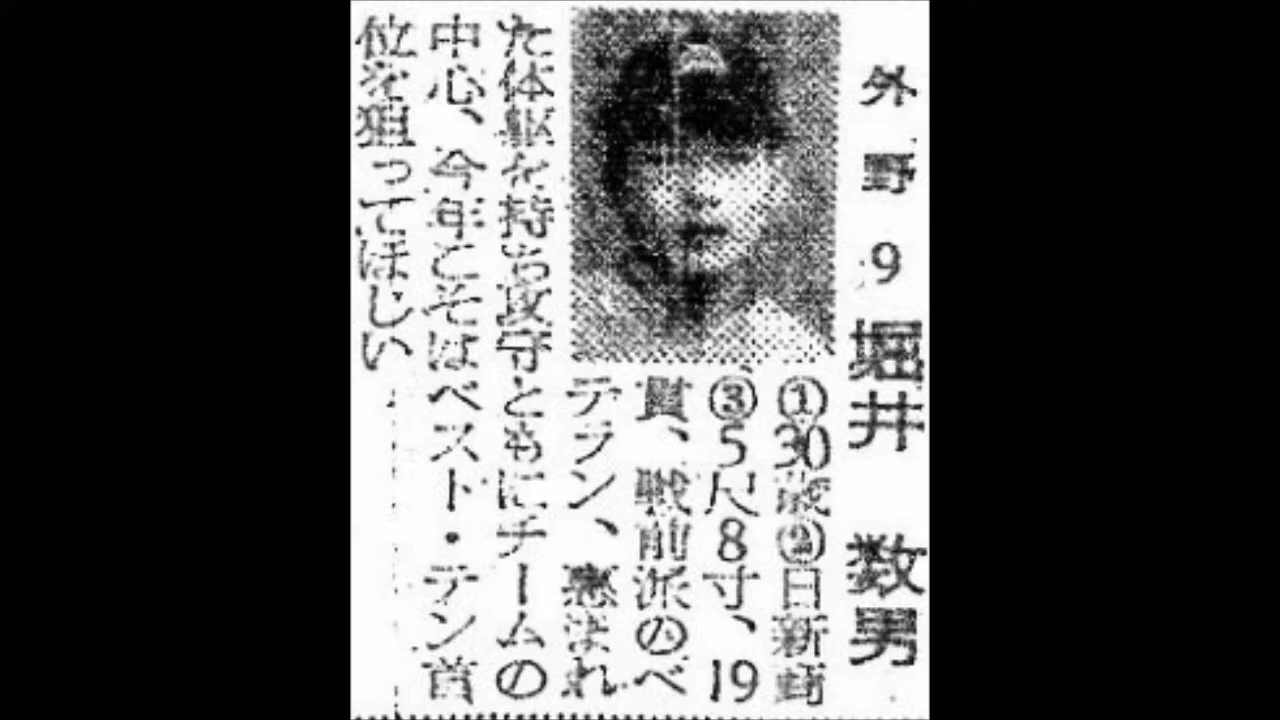 外野 9 堀井 数男
①30歳②日新商
③5尺8寸、19
貫、戦前派のベ
テラン、恵まれ
た体駆を持ち攻守ともにチームの
中心、今年こそはベスト・テン首
位を狙ってほしい